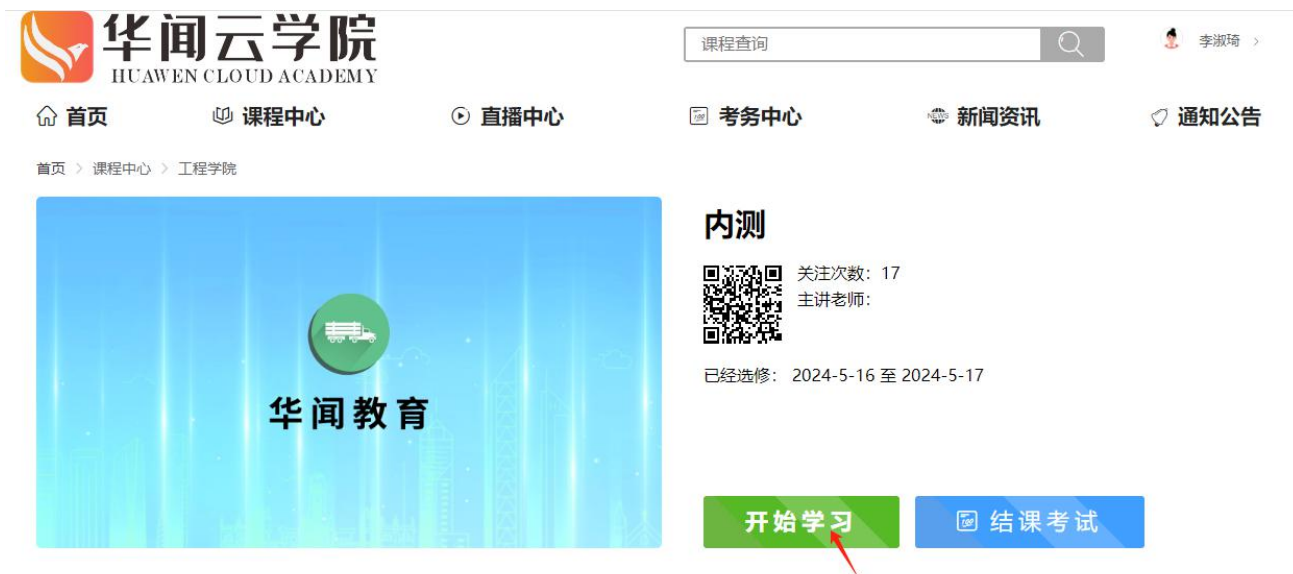 华闻云学院
HUAWEN CLOUD ACADEMY
课程查询
李淑琦 >
首页 课程中心 直播中心 考务中心 新闻资讯 通知公告
首页 > 课程中心 > 工程学院
内测
关注次数：17
主讲老师：
已经选修： 2024-5-16 至 2024-5-17
华闻教育
开始学习 结课考试